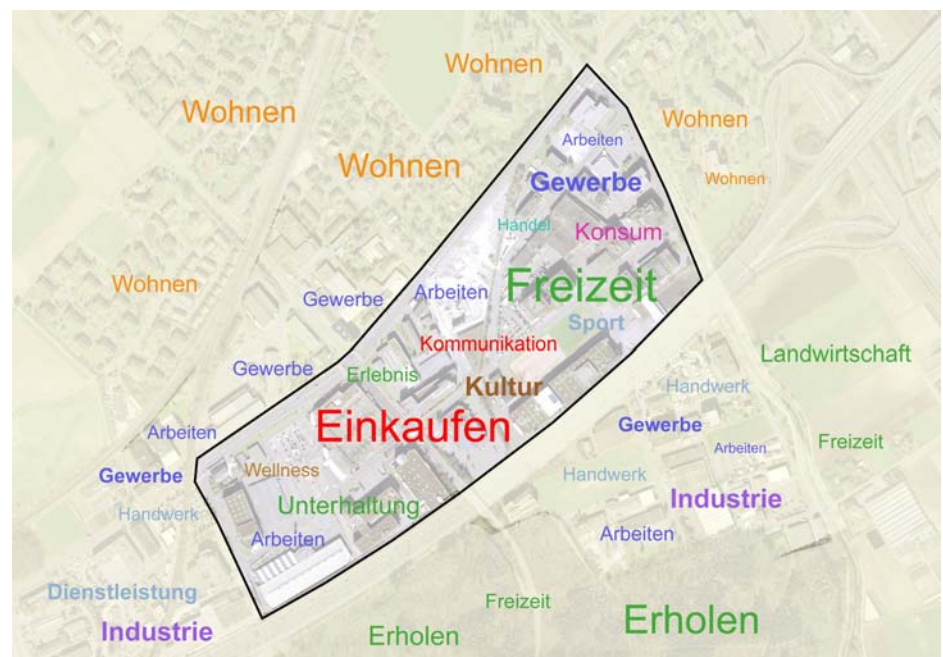 Wohnen
Wohnen
Wohnen
Arbeiten
Wohnen
Gewerbe
Wohnen
Handel
Konsum
Wohnen
Freizeit
Gewerbe
Arbeiten
Sport
Kommunikation
Landwirtschaft
Gewerbe
Erlebnis
Kultur
Handwerk
Einkaufen
Gewerbe
Arbeiten
Freizeit
Arbeiten
Gewerbe
Wellness
Handwerk
Industrie
Handwerk
Unterhaltung
Arbeiten
Arbeiten
Dienstleistung
Freizeit
Erholen
Industrie
Erholen